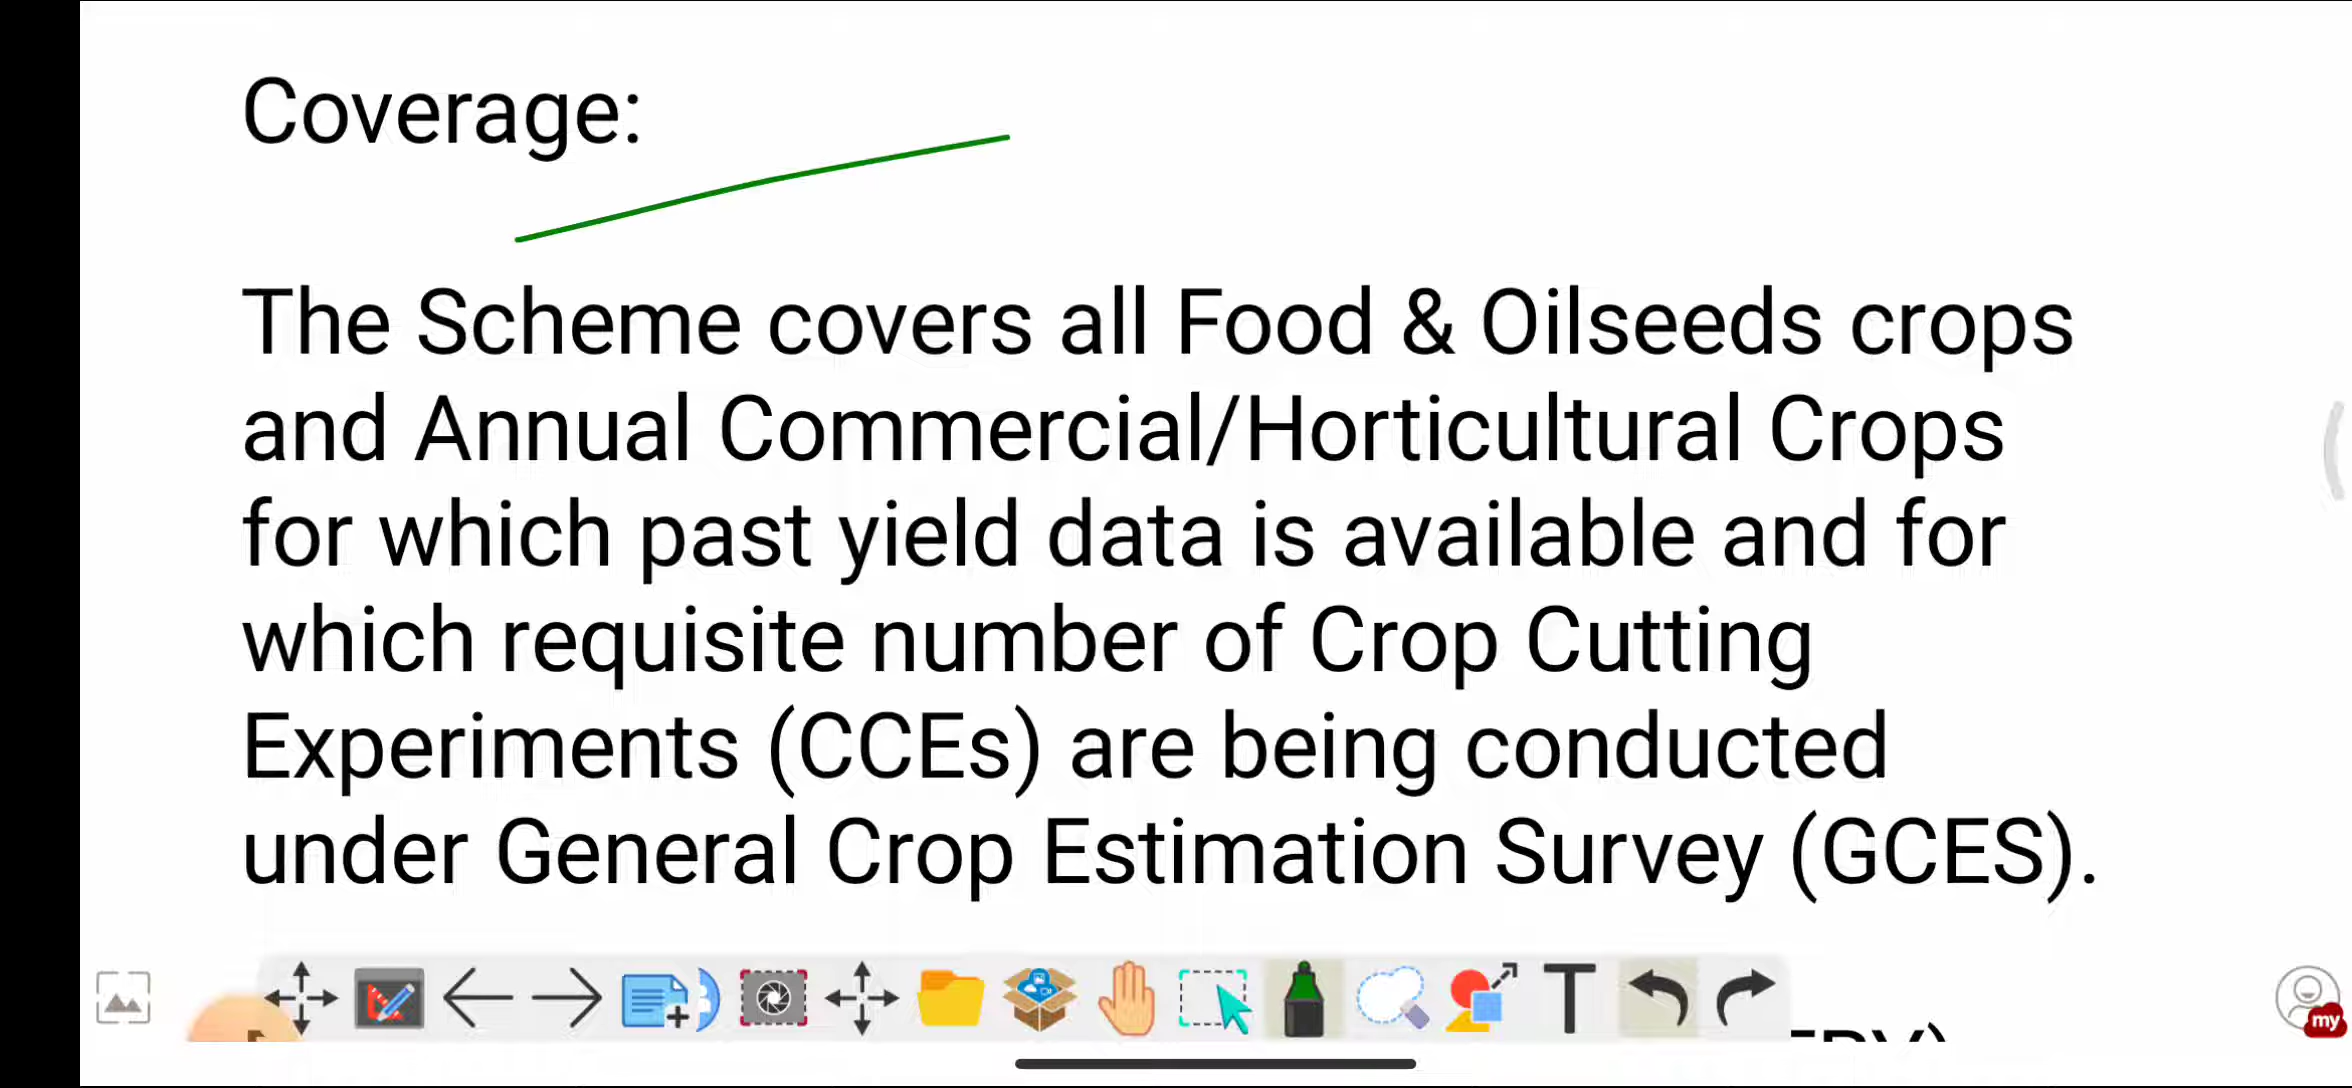 Coverage:
The Scheme covers all Food & Oilseeds crops
and Annual Commercial/Horticultural Crops
for which past yield data is available and for
which requisite number of Crop Cutting
Experiments (CCEs) are being conducted
under General Crop Estimation Survey (GCES).
T
my